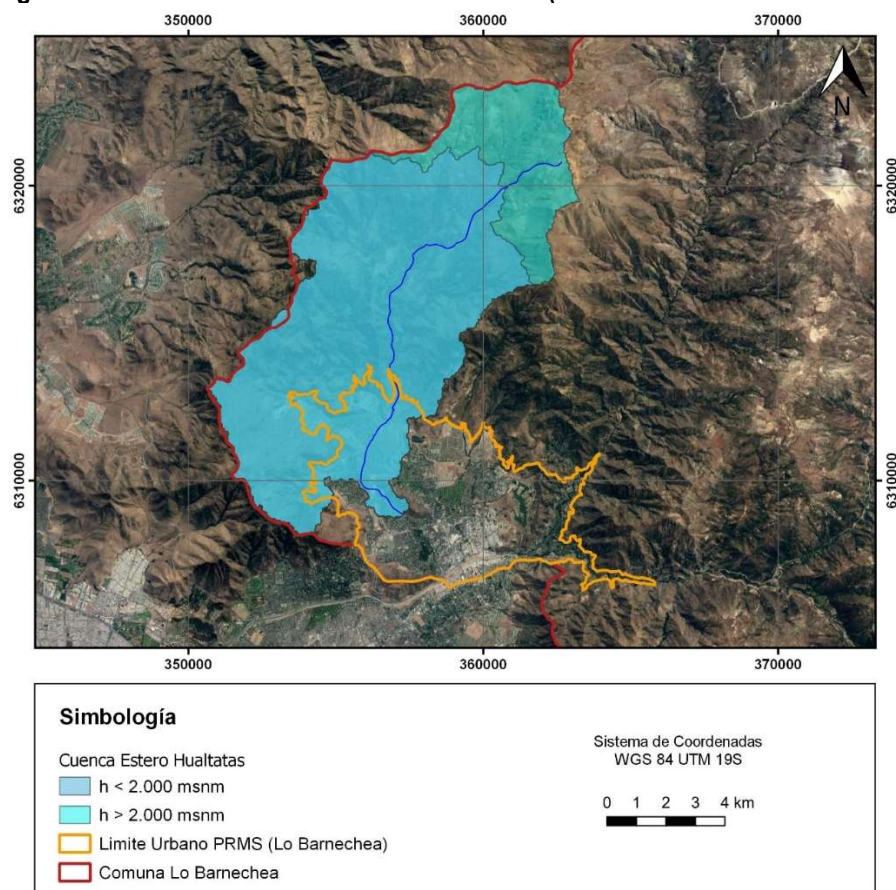 350000 360000 370000
N
6320000 6320000
6310000 6310000
350000 360000 370000
Simbología
Cuenca Estero Hualtatas
h < 2.000 msnm
h > 2.000 msnm
Limite Urbano PRMS (Lo Barnechea)
Comuna Lo Barnechea
Sistema de Coordenadas
WGS 84 UTM 19S
0 1 2 3 4 km